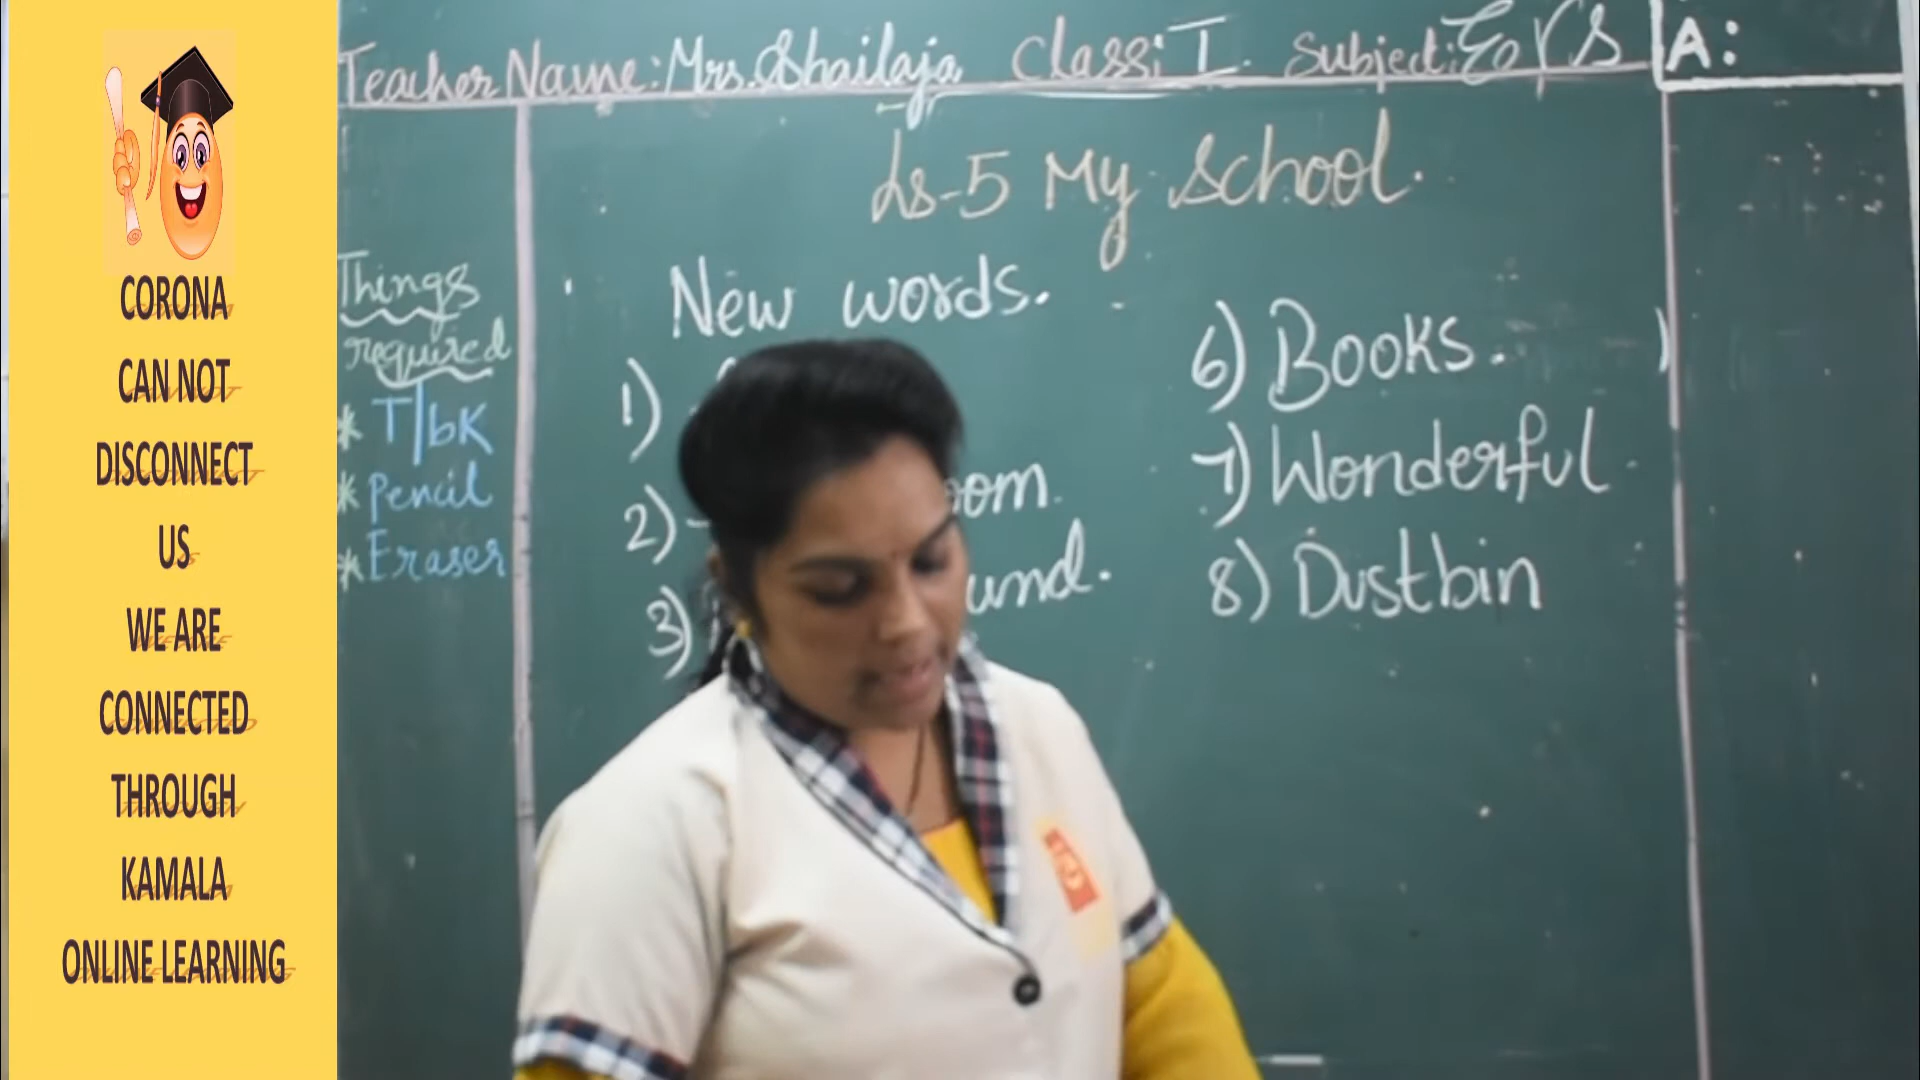 CORONA
CAN NOT
DISCONNECT
US
WE ARE
CONNECTED
THROUGH
KAMALA
ONLINE LEARNING
Teacher Name: Mrs. Shailaja Class: I Subject: EVS A:
Ls-5 My School.
Things
required
* T/bK
* Pencil
* Eraser
New words.
1)
2)
3)
6) Books.
7) Wonderful
8) Dustbin